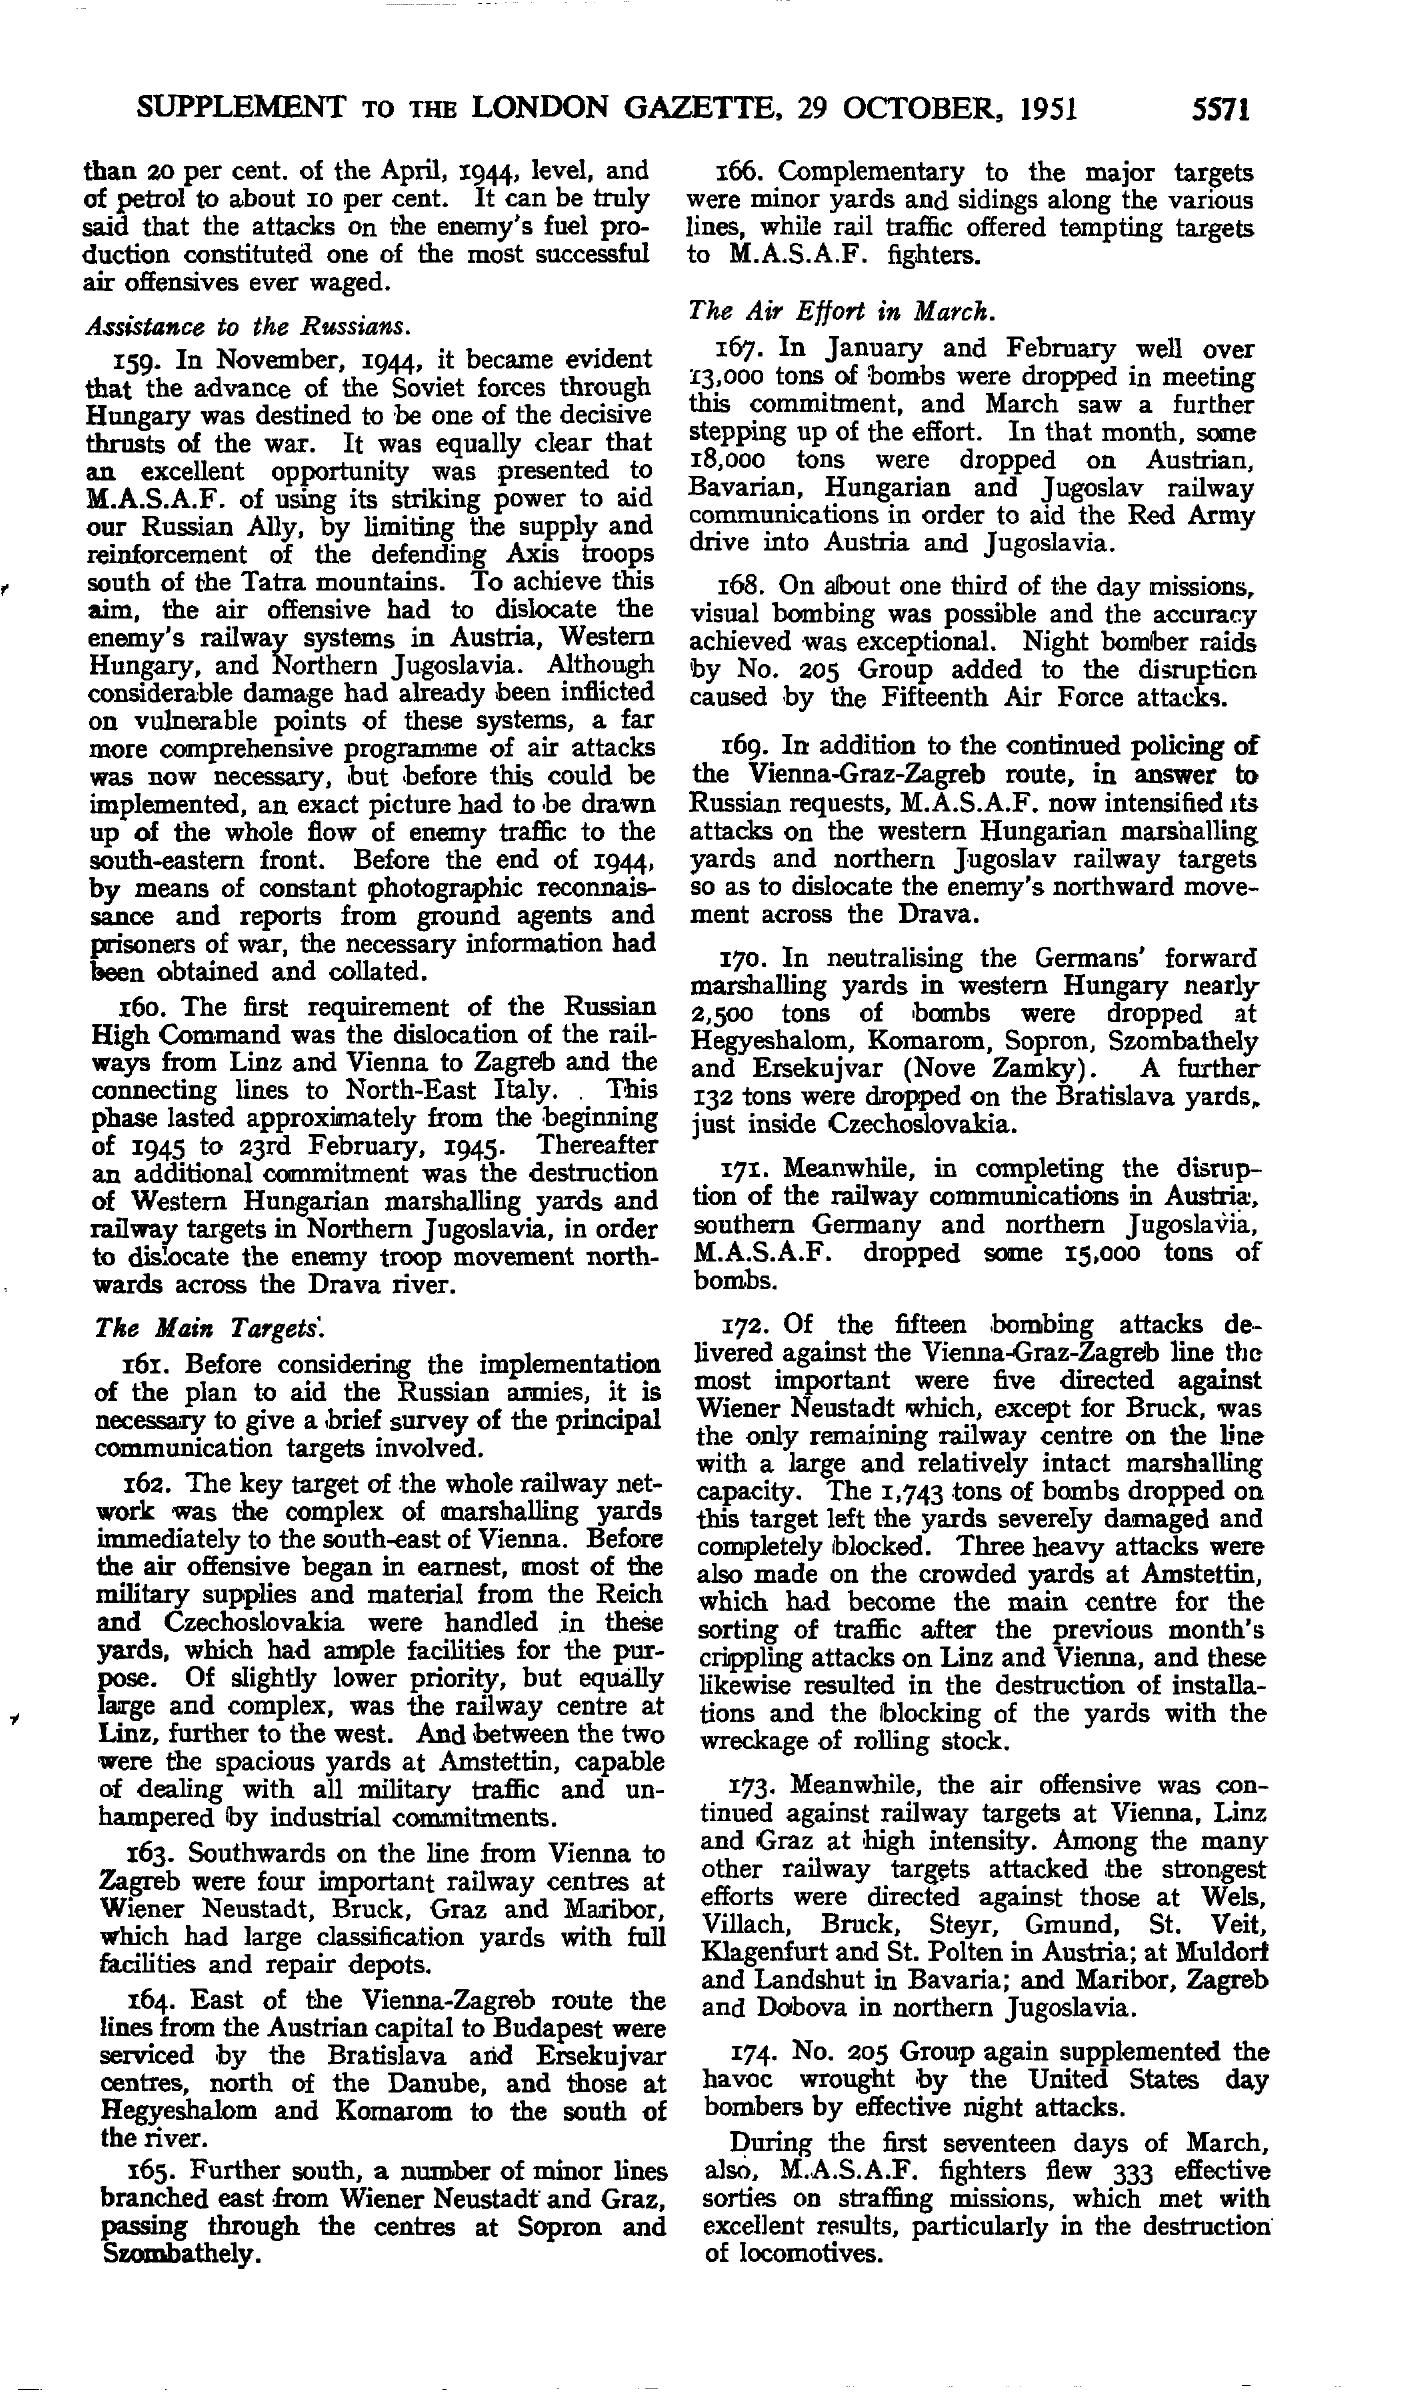 SUPPLEMENT TO THE LONDON GAZETTE, 29 OCTOBER, 1951 5571
than 20 per cent. of the April, 1944, level, and
of petrol to about 10 per cent. It can be truly
said that the attacks on the enemy's fuel pro-
duction constituted one of the most successful
air offensives ever waged.
Assistance to the Russians.
159. In November, 1944, it became evident
that the advance of the Soviet forces through
Hungary was destined to be one of the decisive
thrusts of the war. It was equally clear that
an excellent opportunity was presented to
M.A.S.A.F. of using its striking power to aid
our Russian Ally, by limiting the supply and
reinforcement of the defending Axis troops
south of the Tatra mountains. To achieve this
aim, the air offensive had to dislocate the
enemy's railway systems in Austria, Western
Hungary, and Northern Jugoslavia. Although
considerable damage had already been inflicted
on vulnerable points of these systems, a far
more comprehensive programme of air attacks
was now necessary, but before this could be
implemented, an exact picture had to be drawn
up of the whole flow of enemy traffic to the
south-eastern front. Before the end of 1944,
by means of constant photographic reconnais-
sance and reports from ground agents and
prisoners of war, the necessary information had
been obtained and collated.
160. The first requirement of the Russian
High Command was the dislocation of the rail-
ways from Linz and Vienna to Zagreb and the
connecting lines to North-East Italy. This
phase lasted approximately from the beginning
of 1945 to 23rd February, 1945. Thereafter
an additional commitment was the destruction
of Western Hungarian marshalling yards and
railway targets in Northern Jugoslavia, in order
to dislocate the enemy troop movement north-
wards across the Drava river.
The Main Targets.
161. Before considering the implementation
of the plan to aid the Russian armies, it is
necessary to give a brief survey of the principal
communication targets involved.
162. The key target of the whole railway net-
work was the complex of marshalling yards
immediately to the south-east of Vienna. Before
the air offensive began in earnest, most of the
military supplies and material from the Reich
and Czechoslovakia were handled in these
yards, which had ample facilities for the pur-
pose. Of slightly lower priority, but equally
large and complex, was the railway centre at
Linz, further to the west. And between the two
were the spacious yards at Amstettin, capable
of dealing with all military traffic and un-
hampered by industrial commitments.
163. Southwards on the line from Vienna to
Zagreb were four important railway centres at
Wiener Neustadt, Bruck, Graz and Maribor,
which had large classification yards with full
facilities and repair depots.
164. East of the Vienna-Zagreb route the
lines from the Austrian capital to Budapest were
serviced by the Bratislava and Ersekujvar
centres, north of the Danube, and those at
Hegyeshalom and Komarom to the south of
the river.
165. Further south, a number of minor lines
branched east from Wiener Neustadt and Graz,
passing through the centres at Sopron and
Szombathely.
166. Complementary to the major targets
were minor yards and sidings along the various
lines, while rail traffic offered tempting targets
to M.A.S.A.F. fighters.
The Air Effort in March.
167. In January and February well over
13,000 tons of bombs were dropped in meeting
this commitment, and March saw a further
stepping up of the effort. In that month, some
18,000 tons were dropped on Austrian,
Bavarian, Hungarian and Jugoslav railway
communications in order to aid the Red Army
drive into Austria and Jugoslavia.
168. On about one third of the day missions,
visual bombing was possible and the accuracy
achieved was exceptional. Night bomber raids
by No. 205 Group added to the disruption
caused by the Fifteenth Air Force attacks.
169. In addition to the continued policing of
the Vienna-Graz-Zagreb route, in answer to
Russian requests, M.A.S.A.F. now intensified its
attacks on the western Hungarian marshalling
yards and northern Jugoslav railway targets
so as to dislocate the enemy's northward move-
ment across the Drava.
170. In neutralising the Germans' forward
marshalling yards in western Hungary nearly
2,500 tons of bombs were dropped at
Hegyeshalom, Komarom, Sopron, Szombathely
and Ersekujvar (Nove Zamky). A further
132 tons were dropped on the Bratislava yards,
just inside Czechoslovakia.
171. Meanwhile, in completing the disrup-
tion of the railway communications in Austria,
southern Germany and northern Jugoslavia,
M.A.S.A.F. dropped some 15,000 tons of
bombs.
172. Of the fifteen bombing attacks de-
livered against the Vienna-Graz-Zagreb line the
most important were five directed against
Wiener Neustadt which, except for Bruck, was
the only remaining railway centre on the line
with a large and relatively intact marshalling
capacity. The 1,743 tons of bombs dropped on
this target left the yards severely damaged and
completely blocked. Three heavy attacks were
also made on the crowded yards at Amstettin,
which had become the main centre for the
sorting of traffic after the previous month's
crippling attacks on Linz and Vienna, and these
likewise resulted in the destruction of installa-
tions and the blocking of the yards with the
wreckage of rolling stock.
173. Meanwhile, the air offensive was con-
tinued against railway targets at Vienna, Linz
and Graz at high intensity. Among the many
other railway targets attacked the strongest
efforts were directed against those at Wels,
Villach, Bruck, Steyr, Gmund, St. Veit,
Klagenfurt and St. Polten in Austria; at Muldorf
and Landshut in Bavaria; and Maribor, Zagreb
and Dobova in northern Jugoslavia.
174. No. 205 Group again supplemented the
havoc wrought by the United States day
bombers by effective night attacks.
During the first seventeen days of March,
also, M.A.S.A.F. fighters flew 333 effective
sorties on straffing missions, which met with
excellent results, particularly in the destruction
of locomotives.